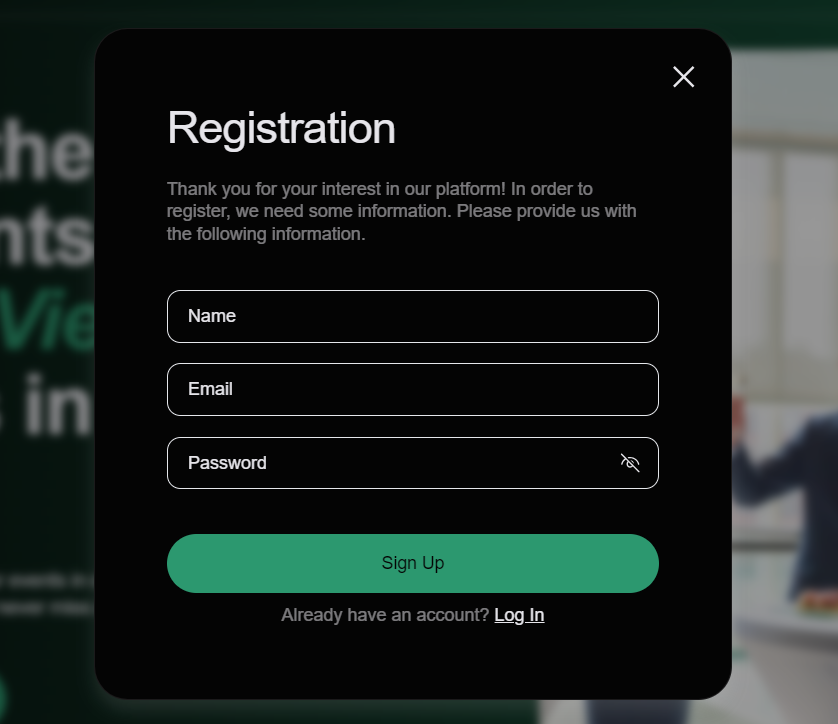 Registration
Thank you for your interest in our platform! In order to
register, we need some information. Please provide us with
the following information.
Name
Email
Password
Sign Up
Already have an account? Log In